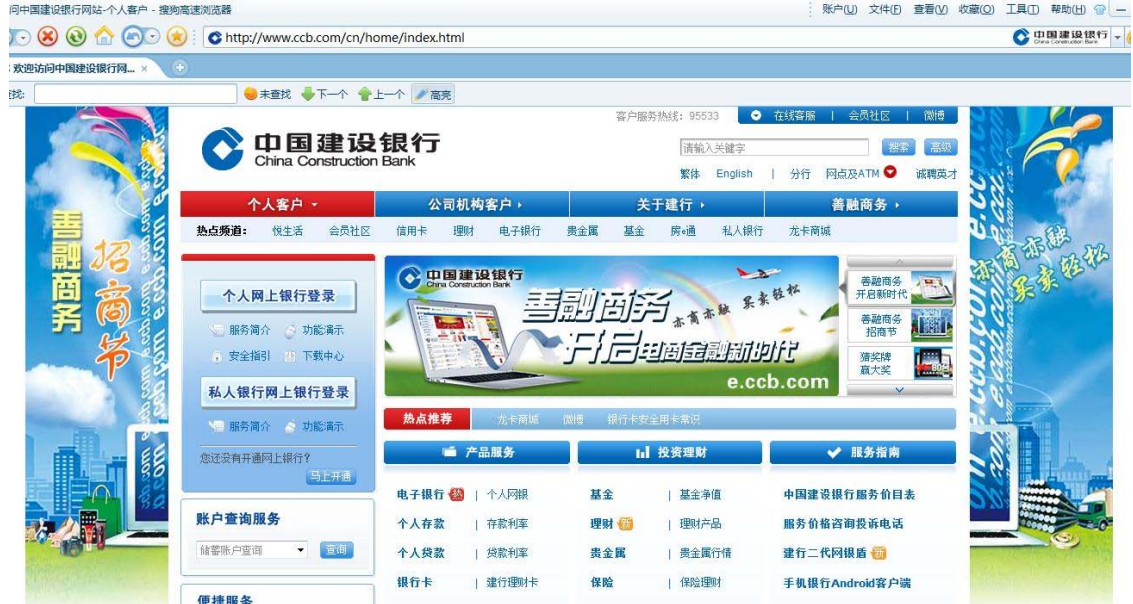 问中国建设银行网站-个人客户 - 搜狗高速浏览器
账户(U) 文件(F) 查看(V) 收藏(O) 工具(T) 帮助(H)
http://www.ccb.com/cn/home/index.html
中国建设银行
China Construction Bank
欢迎访问中国建设银行网...
查找:
未查找 下一个 上一个 高亮
客户服务热线: 95533 在线客服 | 会员社区 | 微博
中国建设银行
China Construction Bank
请输入关键字 搜索 高级
繁体 English | 分行 网点及ATM 诚聘英才
个人客户 公司机构客户 关于建行 善融商务
热点频道: 悦生活 会员社区 信用卡 理财 电子银行 贵金属 基金 房e通 私人银行 龙卡商城
善融商务
招商节
个人网上银行登录
服务简介 功能演示
安全指引 下载中心
私人银行网上银行登录
服务简介 功能演示
您还没有开通网上银行?
马上开通
账户查询服务
储蓄账户查询 查询
便捷服务
中国建设银行
China Construction Bank
善融商务
亦商亦融 买卖轻松
开启电商金融新时代
e.ccb.com
善融商务
开启新时代
善融商务
招商节
猜奖牌
赢大奖
亦商亦融
买卖轻松
热点推荐 龙卡商城 微博 银行卡安全用卡常识
产品服务 投资理财 服务指南
电子银行 热 | 个人网银 基金 | 基金净值 中国建设银行服务价目表
个人存款 | 存款利率 理财 新 | 理财产品 服务价格咨询投诉电话
个人贷款 | 贷款利率 贵金属 | 贵金属行情 建行二代网银盾 新
银行卡 | 建行理财卡 保险 | 保险理财 手机银行Android客户端